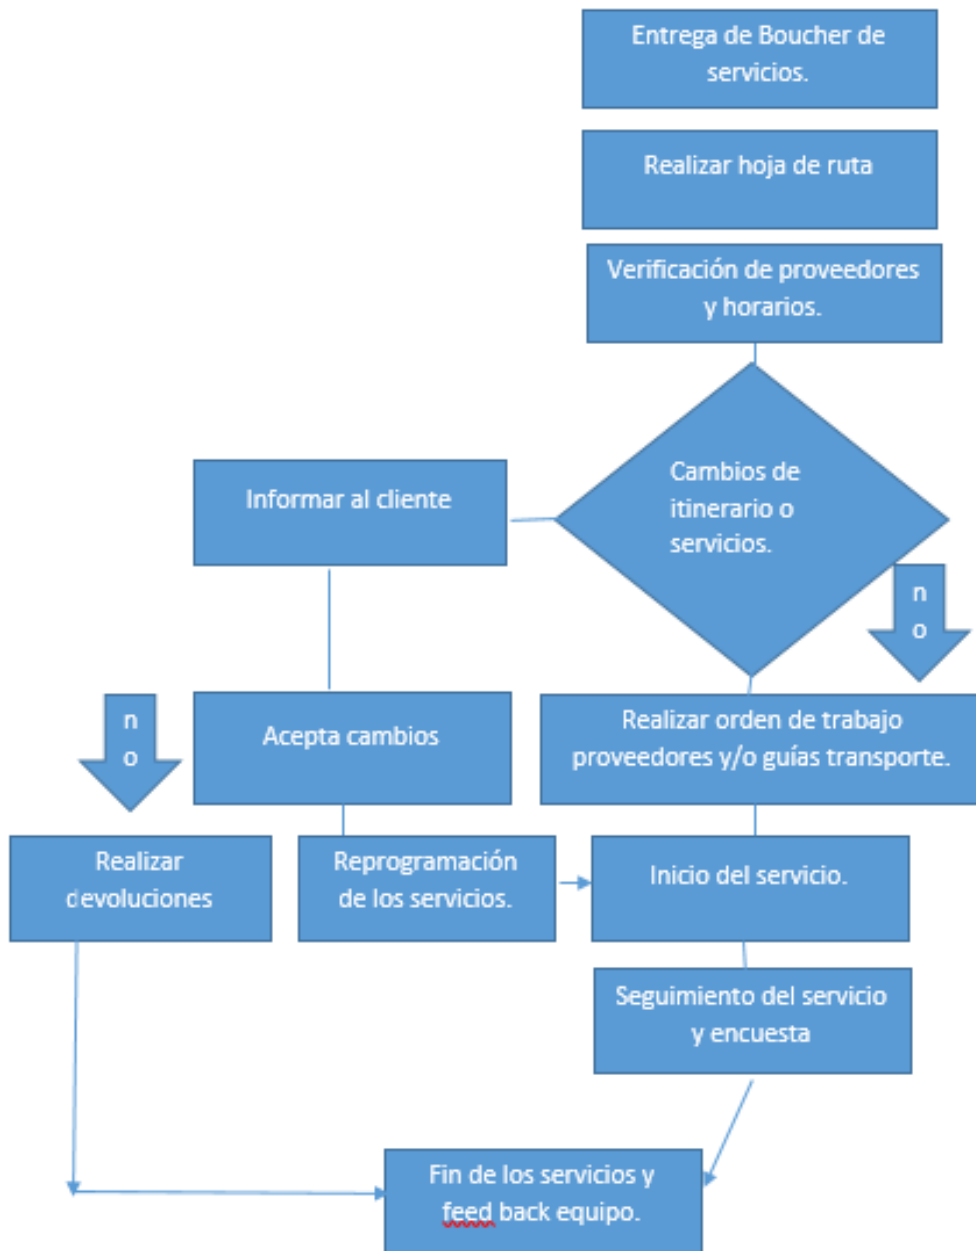 Entrega de Boucher de
servicios.
Realizar hoja de ruta
Verificación de proveedores
y horarios.
Cambios de
itinerario o
servicios.
Informar al cliente
n
o
n
o
Acepta cambios
Realizar orden de trabajo
proveedores y/o guías transporte.
Realizar
devoluciones
Reprogramación
de los servicios.
Inicio del servicio.
Seguimiento del servicio
y encuesta
Fin de los servicios y
feed back equipo.